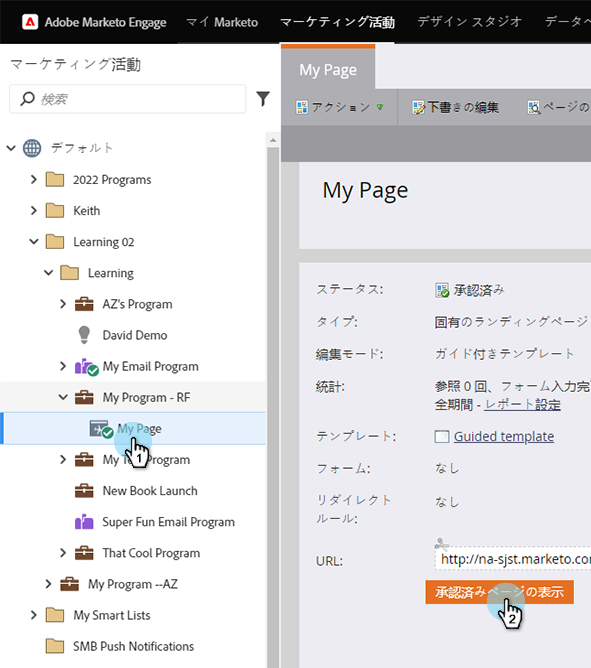 Adobe Marketo Engage マイ Marketo マーケティング活動 デザイン スタジオ データベ
マーケティング活動
検索
デフォルト
2022 Programs
Keith
Learning 02
Learning
AZ's Program
David Demo
My Email Program
My Program - RF
My Page
1
My T Program
New Book Launch
Super Fun Email Program
That Cool Program
My Program --AZ
My Smart Lists
SMB Push Notifications
My Page
アクション 下書きの編集 ページの
My Page
ステータス: 承認済み
タイプ: 固有のランディングページ
編集モード: ガイド付きテンプレート
統計: 参照 0 回、フォーム入力完
全期間 - レポート設定
テンプレート: Guided template
フォーム: なし
リダイレクト
ルール: なし
URL: http://na-sjst.marketo.com
承認済みページの表示
2